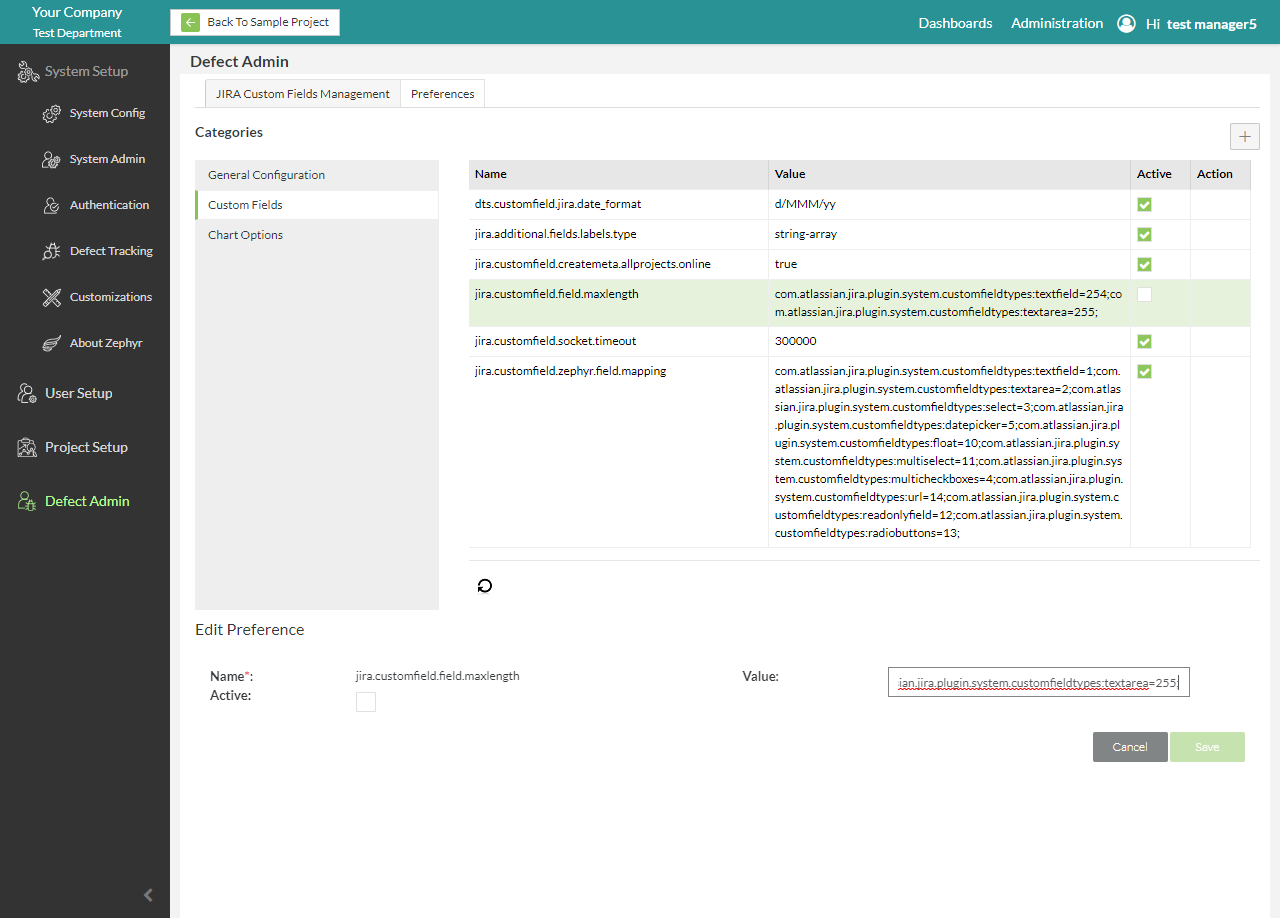 Your Company
Test Department
Back To Sample Project
Dashboards
Administration
Hi test manager5
System Setup
System Config
System Admin
Authentication
Defect Tracking
Customizations
About Zephyr
User Setup
Project Setup
Defect Admin
Defect Admin
JIRA Custom Fields Management
Preferences
Categories
General Configuration
Custom Fields
Chart Options
Name Value Active Action
dts.customfield.jira.date_format d/MMM/yy
jira.additional.fields.labels.type string-array
jira.customfield.createmeta.allprojects.online true
jira.customfield.field.maxlength com.atlassian.jira.plugin.system.customfieldtypes:textfield=254;co
m.atlassian.jira.plugin.system.customfieldtypes:textarea=255;
jira.customfield.socket.timeout 300000
jira.customfield.zephyr.field.mapping com.atlassian.jira.plugin.system.customfieldtypes:textfield=1;com.
atlassian.jira.plugin.system.customfieldtypes:textarea=2;com.atlas
sian.jira.plugin.system.customfieldtypes:select=3;com.atlassian.jira
.plugin.system.customfieldtypes:datepicker=5;com.atlassian.jira.pl
ugin.system.customfieldtypes:float=10;com.atlassian.jira.plugin.sy
stem.customfieldtypes:multiselect=11;com.atlassian.jira.plugin.sys
tem.customfieldtypes:multicheckboxes=4;com.atlassian.jira.plugin.
system.customfieldtypes:url=14;com.atlassian.jira.plugin.system.c
ustomfieldtypes:readonlyfield=12;com.atlassian.jira.plugin.system.
customfieldtypes:radiobuttons=13;
Edit Preference
Name*: jira.customfield.field.maxlength
Value: ian.jira.plugin.system.customfieldtypes:textarea=255;
Active:
Cancel
Save